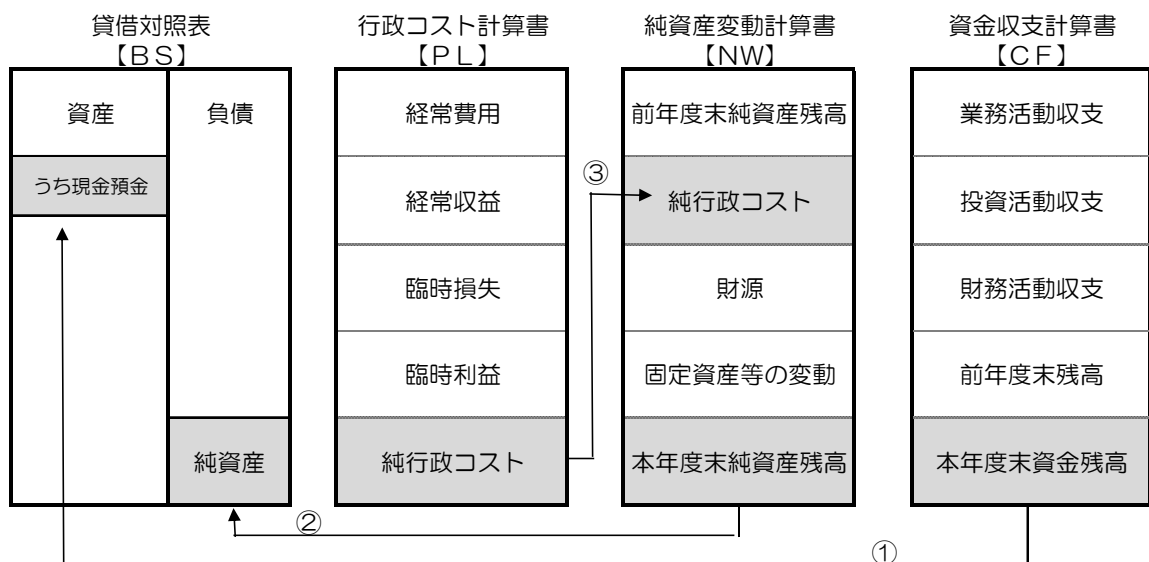 貸借対照表
【BS】
資産
負債
うち現金預金
純資産
行政コスト計算書
【PL】
経常費用
経常収益
臨時損失
臨時利益
純行政コスト
③
純資産変動計算書
【NW】
前年度末純資産残高
純行政コスト
財源
固定資産等の変動
本年度末純資産残高
資金収支計算書
【CF】
業務活動収支
投資活動収支
財務活動収支
前年度末残高
本年度末資金残高
②
①